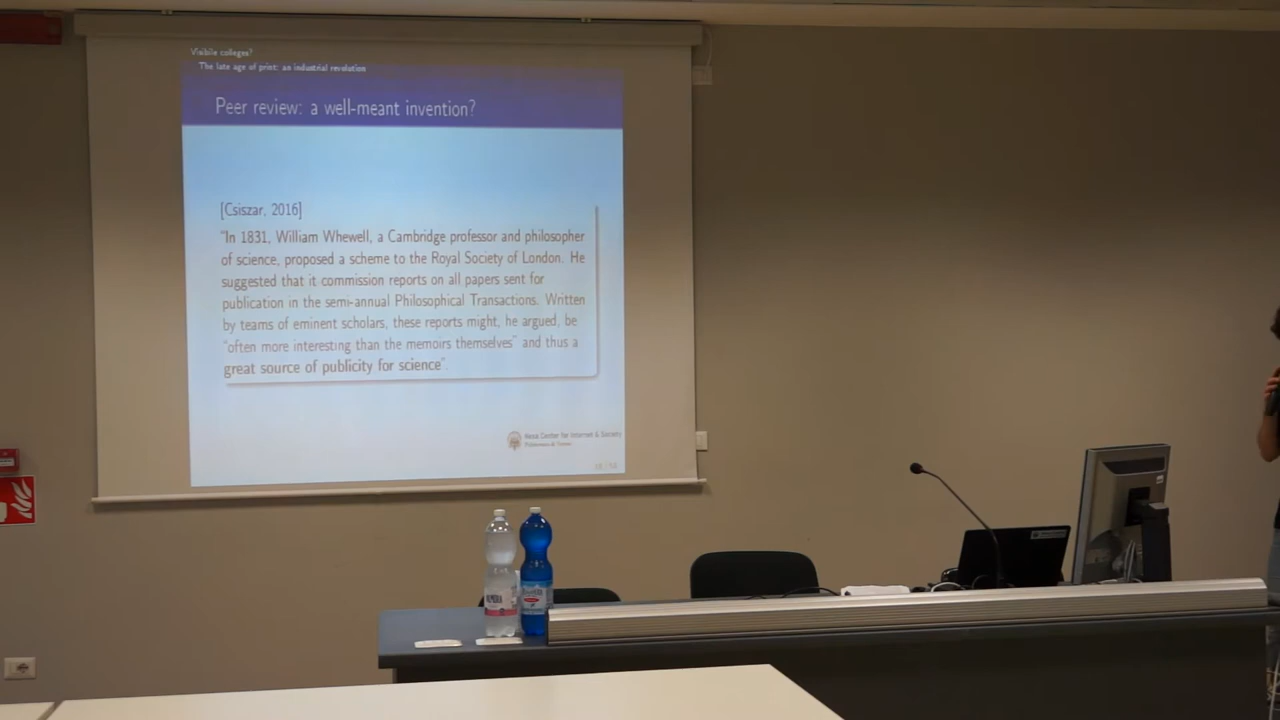 Visibile colleges?
The late age of print: an industrial revolution
Peer review: a well-meant invention?
[Csiszar, 2016]
"In 1831, William Whewell, a Cambridge professor and philosopher
of science, proposed a scheme to the Royal Society of London. He
suggested that it commission reports on all papers sent for
publication in the semi-annual Philosophical Transactions. Written
by teams of eminent scholars, these reports might, he argued, be
"often more interesting than the memoirs themselves" and thus a
great source of publicity for science".
Nexa Center for Internet & Society
Politecnico di Torino